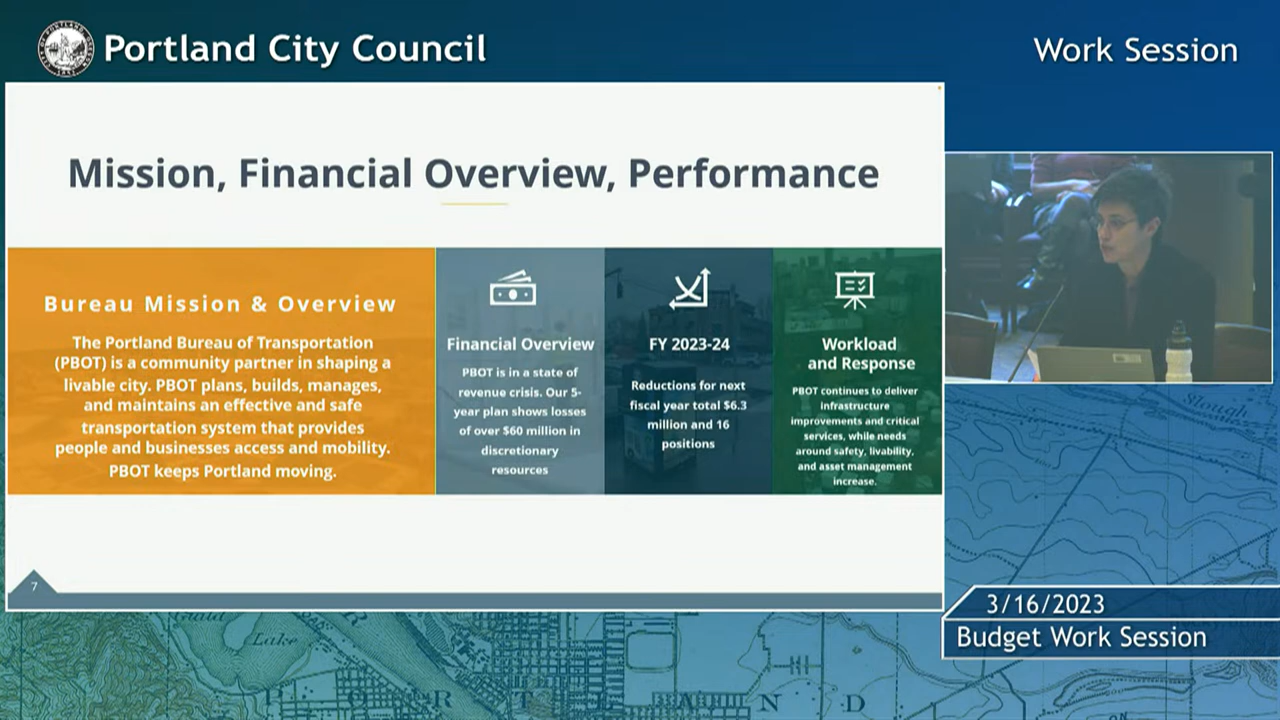 Portland City Council
Work Session
Mission, Financial Overview, Performance
Bureau Mission & Overview
The Portland Bureau of Transportation
(PBOT) is a community partner in shaping a
livable city. PBOT plans, builds, manages,
and maintains an effective and safe
transportation system that provides
people and businesses access and mobility.
PBOT keeps Portland moving.
Financial Overview
PBOT is in a state of
revenue crisis. Our 5-
year plan shows losses
of over $60 million in
discretionary
resources
FY 2023-24
Reductions for next
fiscal year total $6.3
million and 16
positions
Workload
and Response
PBOT continues to deliver
infrastructure
improvements and critical
services, while needs
around safety, livability,
and asset management
increase.
7
3/16/2023
Budget Work Session
Slough
Guild
Lake
P O R T L A N D